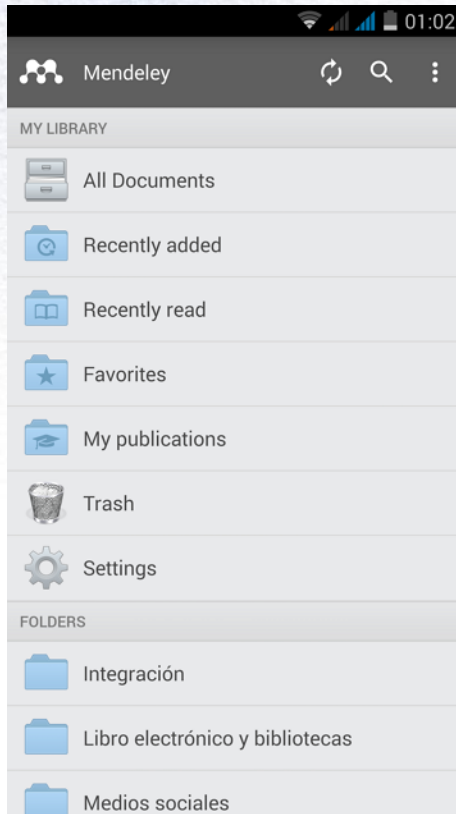 01:02
Mendeley
MY LIBRARY
All Documents
Recently added
Recently read
Favorites
My publications
Trash
Settings
FOLDERS
Integración
Libro electrónico y bibliotecas
Medios sociales